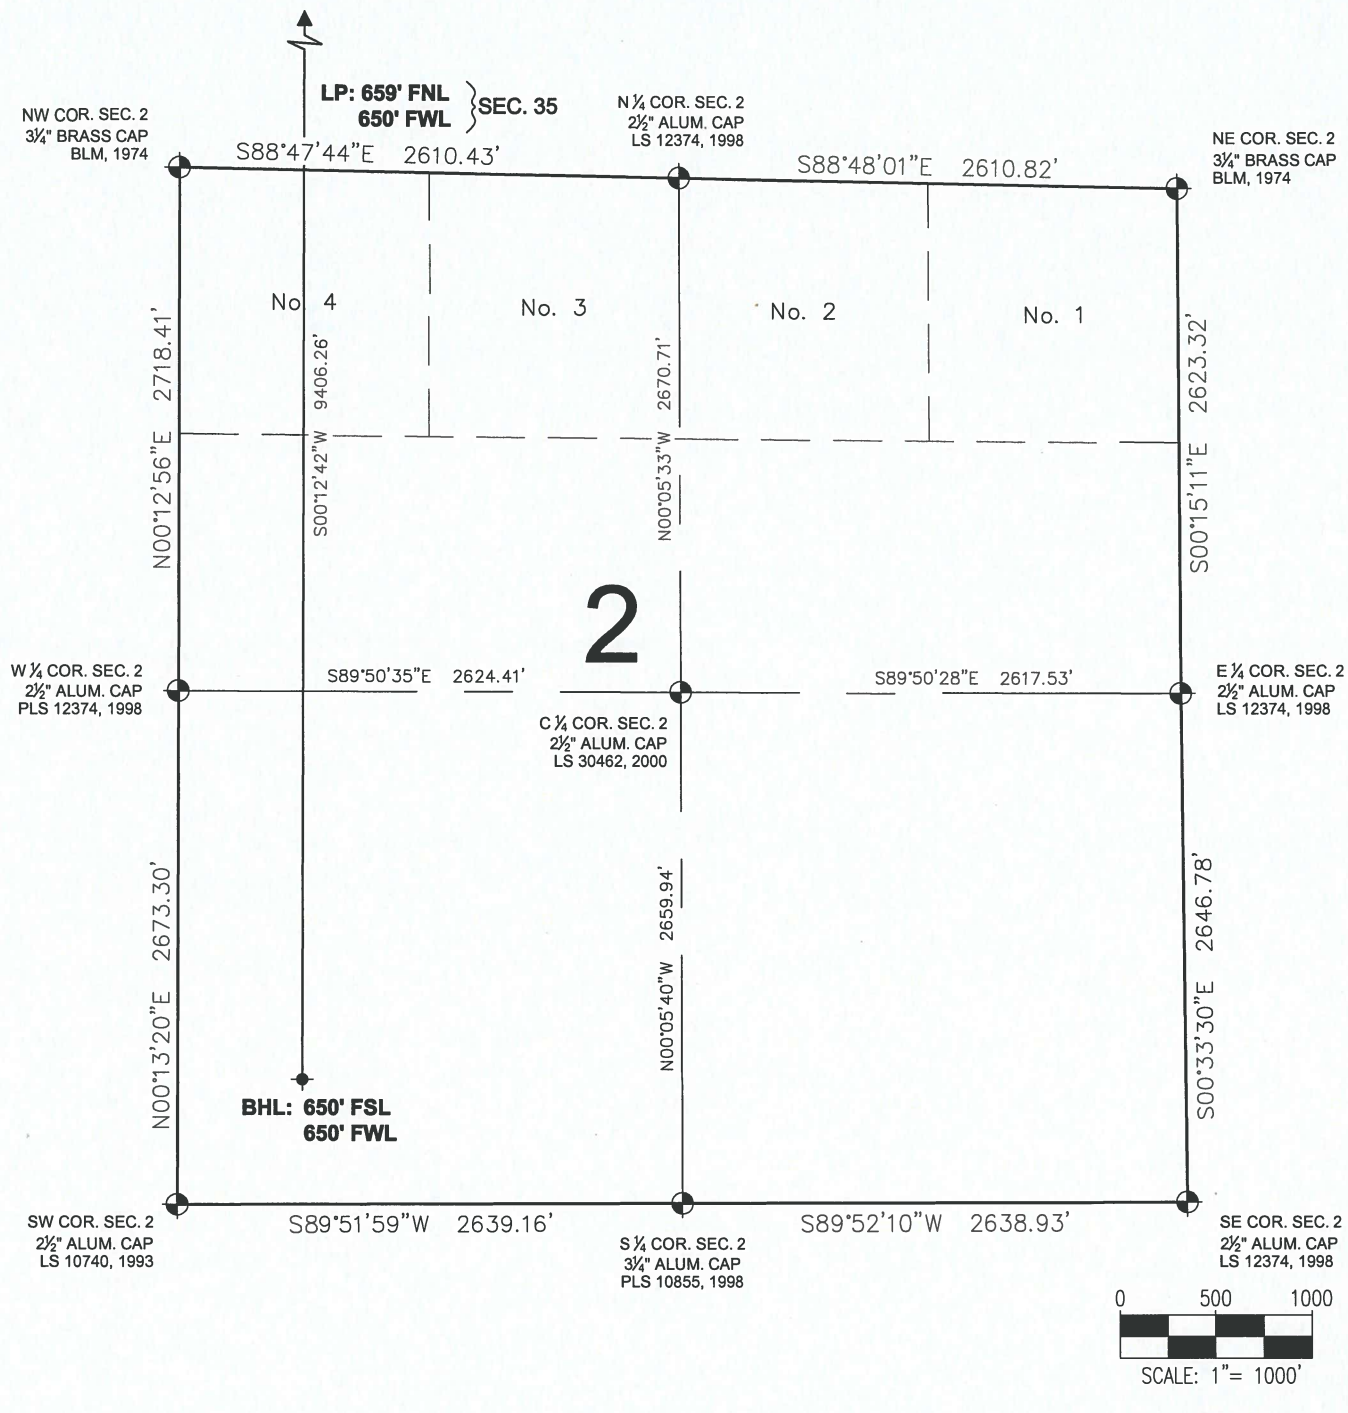 LP: 659' FNL
650' FWL
SEC. 35
NW COR. SEC. 2
3¼" BRASS CAP
BLM, 1974
N ¼ COR. SEC. 2
2½" ALUM. CAP
LS 12374, 1998
NE COR. SEC. 2
3¼" BRASS CAP
BLM, 1974
S88°47'44"E 2610.43'
S88°48'01"E 2610.82'
No. 4
No. 3
No. 2
No. 1
N00°12'56"E 2718.41'
S00°12'42"W 9406.26'
N00°05'33"W 2670.71'
S00°15'11"E 2623.32'
2
W ¼ COR. SEC. 2
2½" ALUM. CAP
PLS 12374, 1998
S89°50'35"E 2624.41'
S89°50'28"E 2617.53'
E ¼ COR. SEC. 2
2½" ALUM. CAP
LS 12374, 1998
C ¼ COR. SEC. 2
2½" ALUM. CAP
LS 30462, 2000
N00°13'20"E 2673.30'
N00°05'40"W 2659.94'
S00°33'30"E 2646.78'
BHL: 650' FSL
650' FWL
SW COR. SEC. 2
2½" ALUM. CAP
LS 10740, 1993
S89°51'59"W 2639.16'
S ¼ COR. SEC. 2
3¼" ALUM. CAP
PLS 10855, 1998
S89°52'10"W 2638.93'
SE COR. SEC. 2
2½" ALUM. CAP
LS 12374, 1998
0 500 1000
SCALE: 1"= 1000'